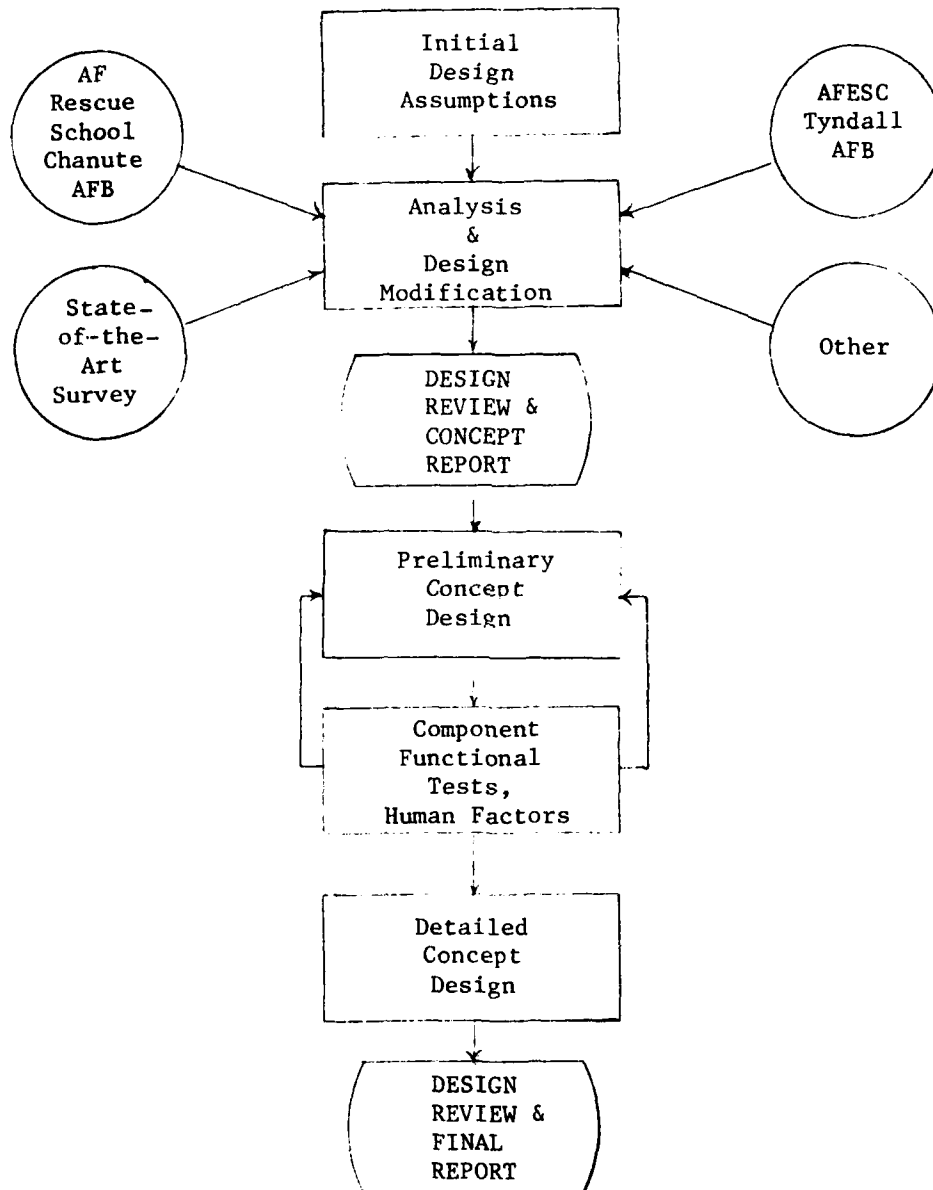 Initial
Design
Assumptions
AF
Rescue
School
Chanute
AFB
AFESC
Tyndall
AFB
Analysis
&
Design
Modification
State-
of-the-
Art
Survey
Other
DESIGN
REVIEW &
CONCEPT
REPORT
Preliminary
Concept
Design
Component
Functional
Tests,
Human Factors
Detailed
Concept
Design
DESIGN
REVIEW &
FINAL
REPORT